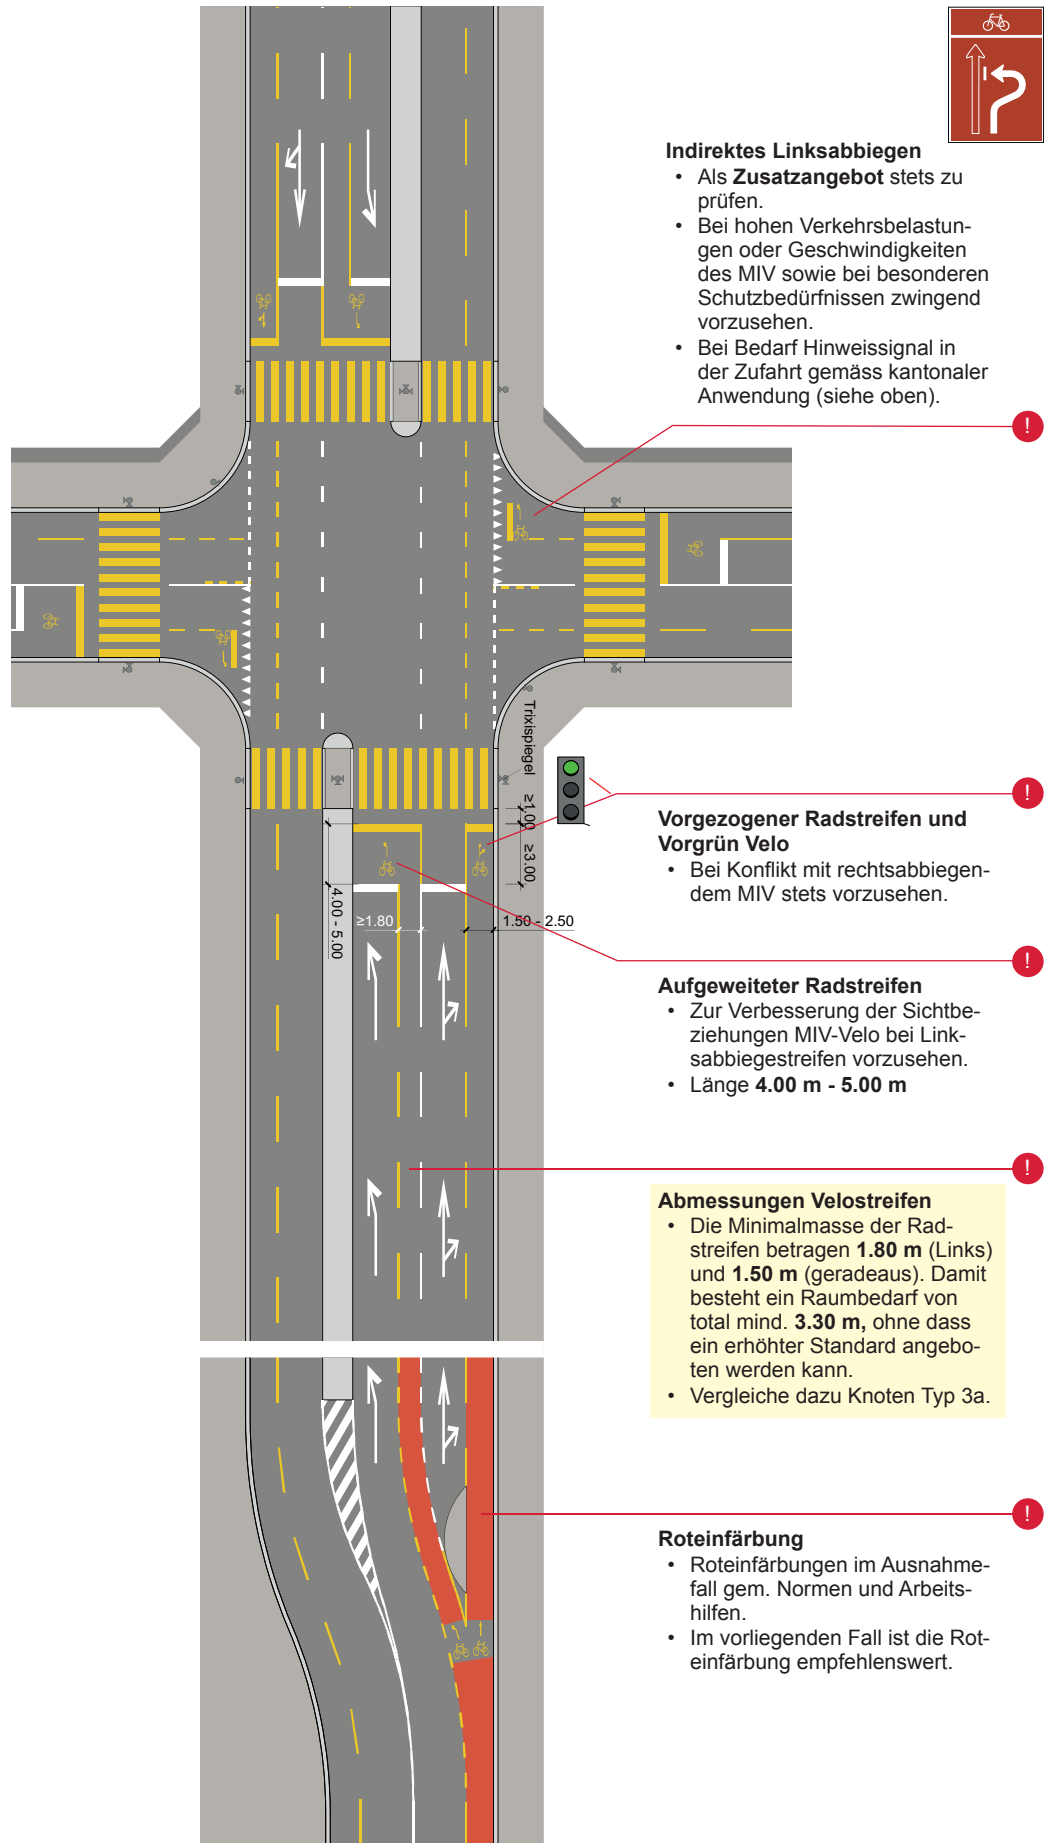 Indirektes Linksabbiegen
• Als Zusatzangebot stets zu
prüfen.
• Bei hohen Verkehrsbelastun-
gen oder Geschwindigkeiten
des MIV sowie bei besonderen
Schutzbedürfnissen zwingend
vorzusehen.
• Bei Bedarf Hinweissignal in
der Zufahrt gemäss kantonaler
Anwendung (siehe oben).
!
Trixispiegel
≥1.00
≥3.00
4.00 - 5.00
≥1.80
1.50 - 2.50
!
Vorgezogener Radstreifen und
Vorgrün Velo
• Bei Konflikt mit rechtsabbiegen-
dem MIV stets vorzusehen.
!
Aufgeweiteter Radstreifen
• Zur Verbesserung der Sichtbe-
ziehungen MIV-Velo bei Link-
sabbiegestreifen vorzusehen.
• Länge 4.00 m - 5.00 m
!
Abmessungen Velostreifen
• Die Minimalmasse der Rad-
streifen betragen 1.80 m (Links)
und 1.50 m (geradeaus). Damit
besteht ein Raumbedarf von
total mind. 3.30 m, ohne dass
ein erhöhter Standard angebo-
ten werden kann.
• Vergleiche dazu Knoten Typ 3a.
!
Roteinfärbung
• Roteinfärbungen im Ausnahme-
fall gem. Normen und Arbeits-
hilfen.
• Im vorliegenden Fall ist die Rot-
einfärbung empfehlenswert.